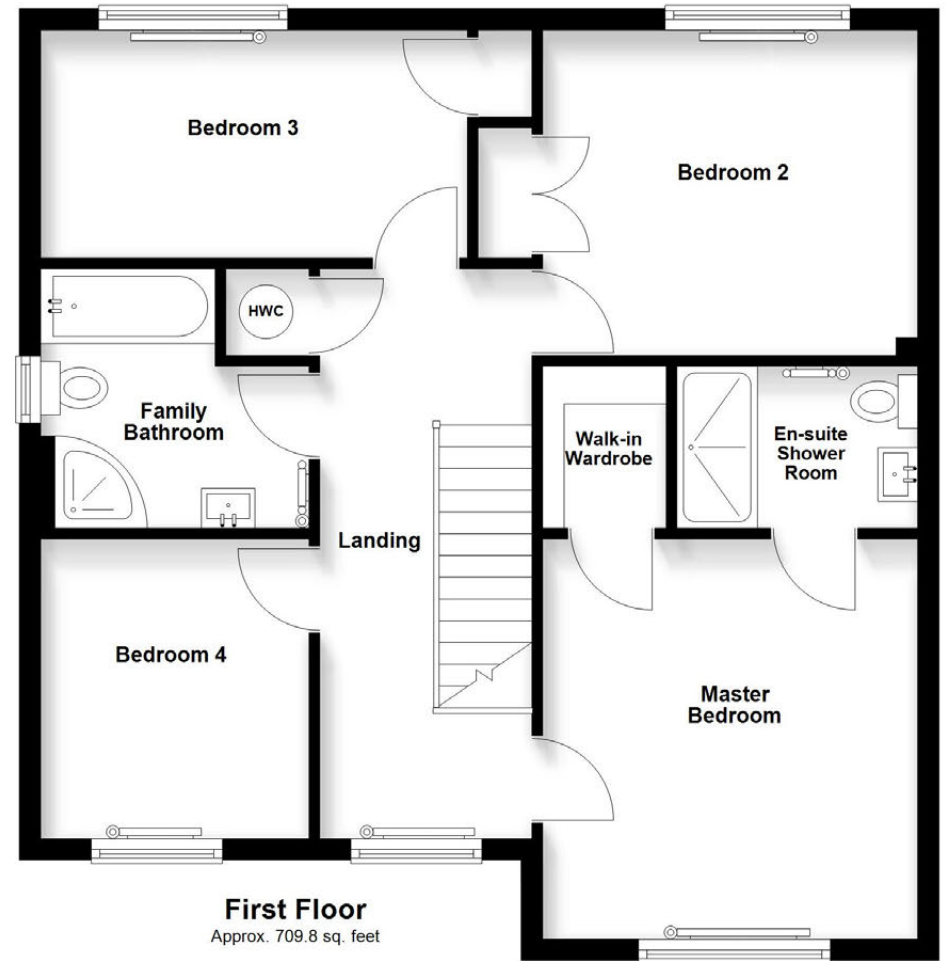 Bedroom 3
Bedroom 2
HWC
Family
Bathroom
Walk-in
Wardrobe
En-suite
Shower
Room
Landing
Bedroom 4
Master
Bedroom
First Floor
Approx. 709.8 sq. feet